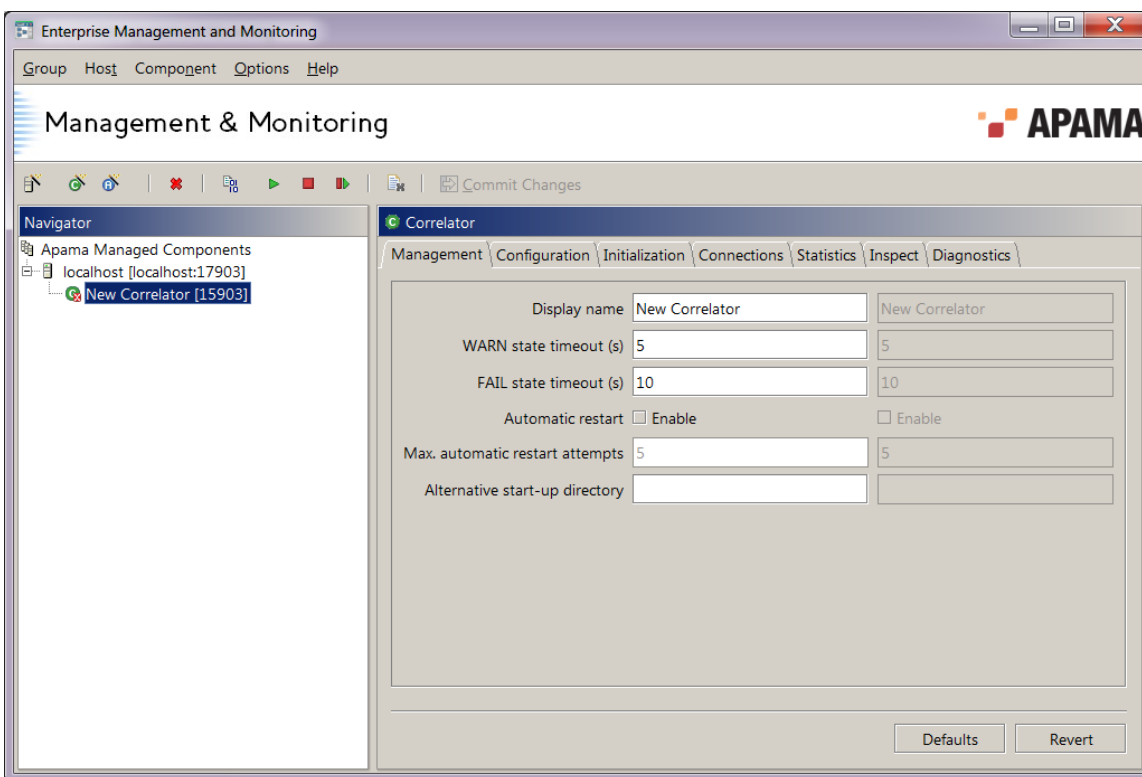 Enterprise Management and Monitoring
Group Host Component Options Help
Management & Monitoring
APAMA
Commit Changes
Navigator
Apama Managed Components
localhost [localhost:17903]
New Correlator [15903]
Correlator
Management Configuration Initialization Connections Statistics Inspect Diagnostics
Display name New Correlator New Correlator
WARN state timeout (s) 5 5
FAIL state timeout (s) 10 10
Automatic restart Enable Enable
Max. automatic restart attempts 5 5
Alternative start-up directory
Defaults Revert